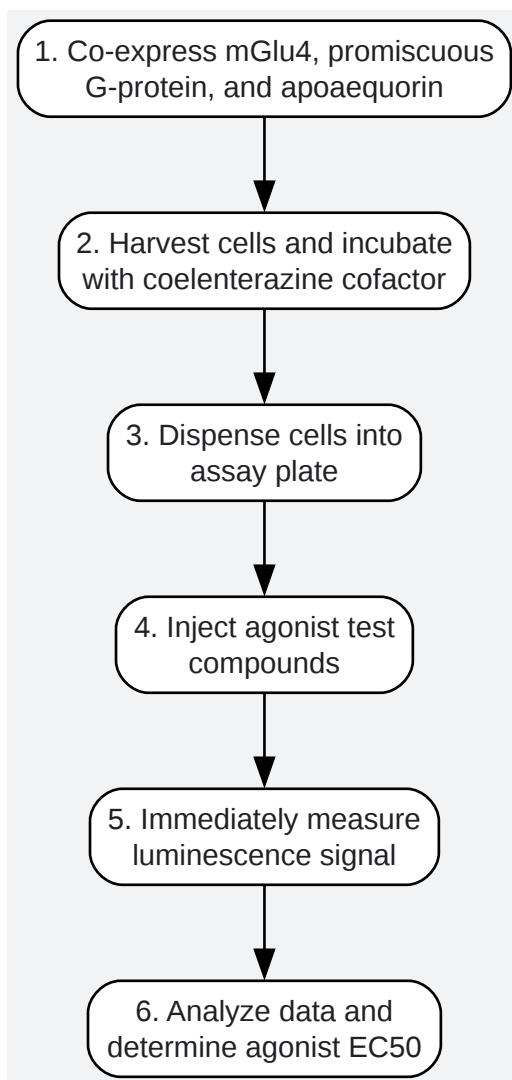 1. Co-express mGlu4, promiscuous
G-protein, and apoaequorin
2. Harvest cells and incubate
with coelenterazine cofactor
3. Dispense cells into
assay plate
4. Inject agonist test
compounds
5. Immediately measure
luminescence signal
6. Analyze data and
determine agonist EC50